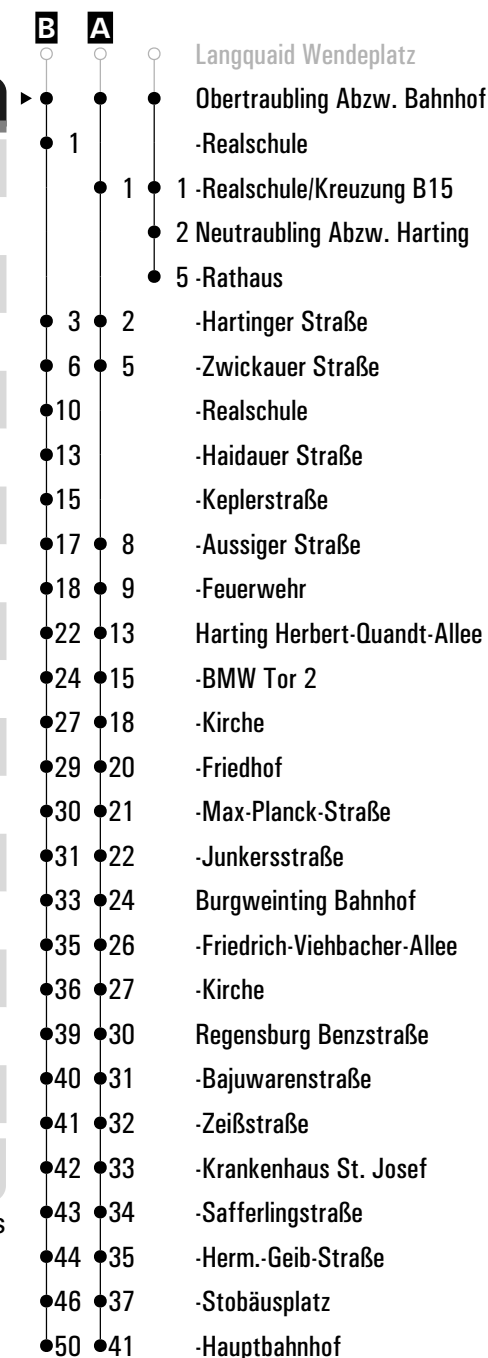 B A
Langquaid Wendeplatz
Obertraubling Abzw. Bahnhof
1 -Realschule
1 1 -Realschule/Kreuzung B15
2 Neutraubling Abzw. Harting
5 -Rathaus
3 2 -Hartinger Straße
6 5 -Zwickauer Straße
10 -Realschule
13 -Haidauer Straße
15 -Keplerstraße
17 8 -Aussiger Straße
18 9 -Feuerwehr
22 13 Harting Herbert-Quandt-Allee
24 15 -BMW Tor 2
27 18 -Kirche
29 20 -Friedhof
30 21 -Max-Planck-Straße
31 22 -Junkersstraße
33 24 Burgweinting Bahnhof
35 26 -Friedrich-Viehbacher-Allee
36 27 -Kirche
39 30 Regensburg Benzstraße
40 31 -Bajuwarenstraße
41 32 -Zeißstraße
42 33 -Krankenhaus St. Josef
43 34 -Safferlingstraße
44 35 -Herm.-Geib-Straße
46 37 -Stobäusplatz
50 41 -Hauptbahnhof